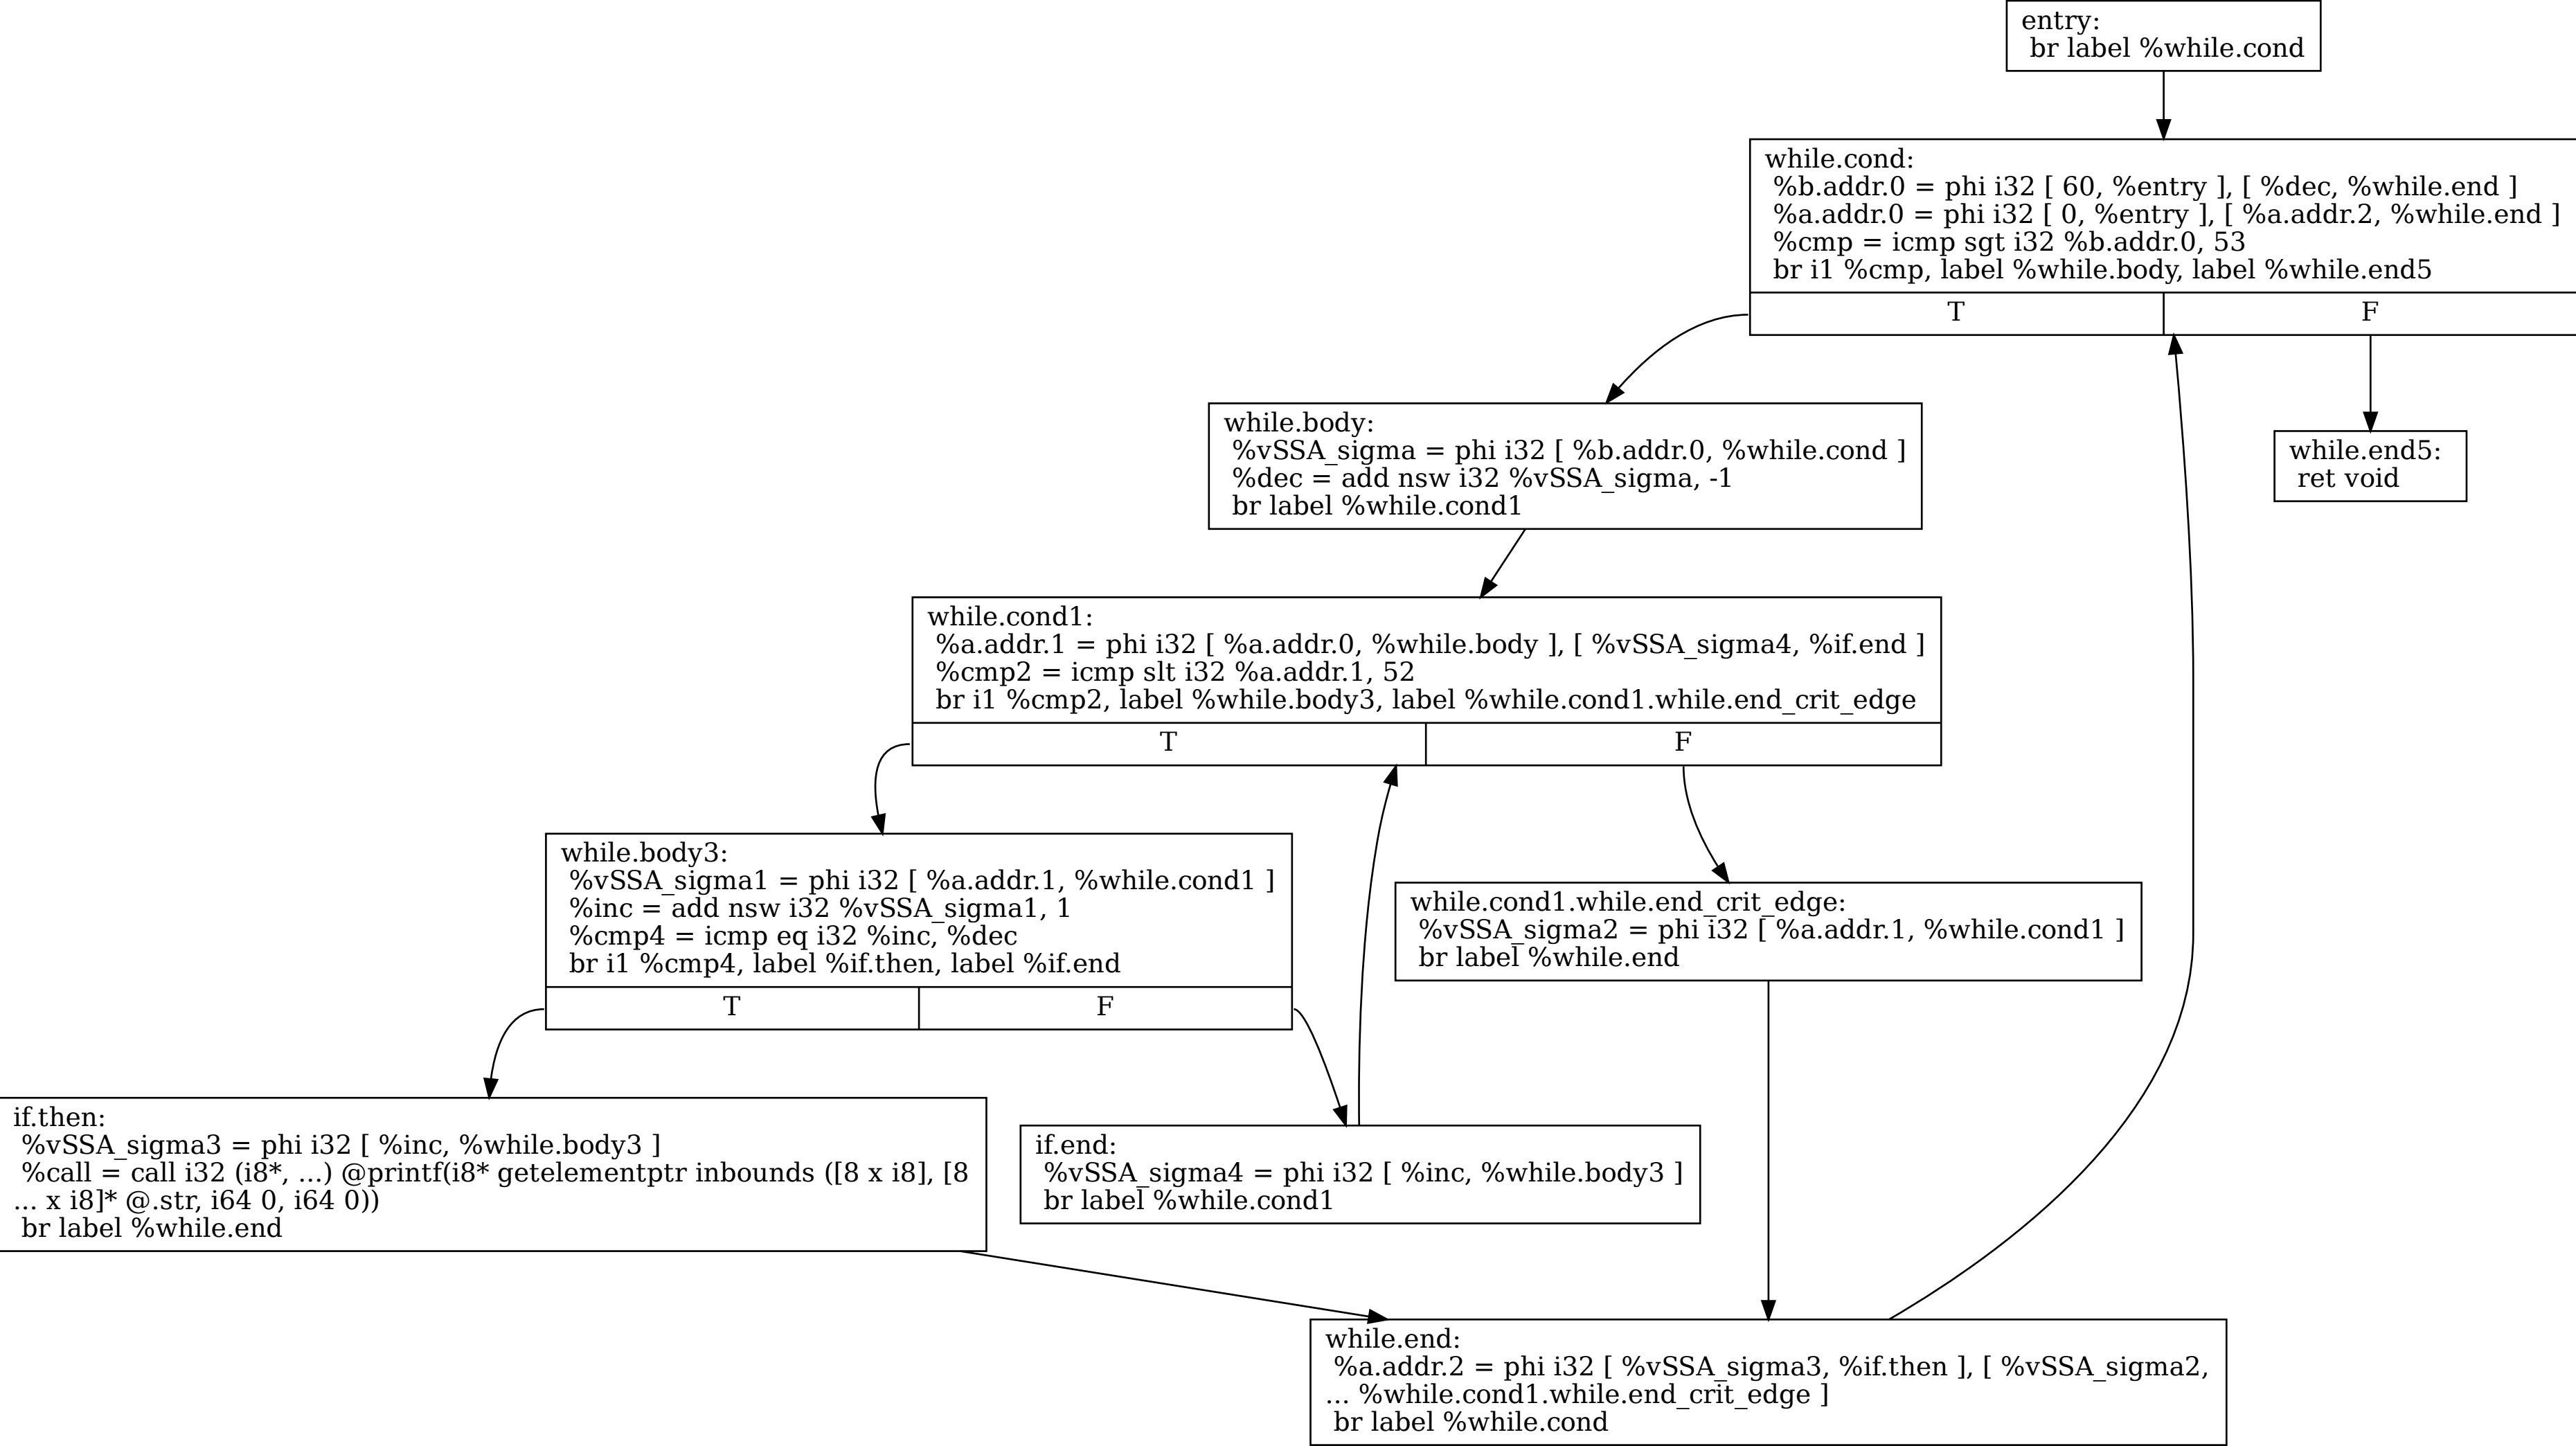 entry:
br label %while.cond
while.cond:
%b.addr.0 = phi i32 [ 60, %entry ], [ %dec, %while.end ]
%a.addr.0 = phi i32 [ 0, %entry ], [ %a.addr.2, %while.end ]
%cmp = icmp sgt i32 %b.addr.0, 53
br i1 %cmp, label %while.body, label %while.end5
T
F
while.body:
%vSSA_sigma = phi i32 [ %b.addr.0, %while.cond ]
%dec = add nsw i32 %vSSA_sigma, -1
br label %while.cond1
while.end5:
ret void
while.cond1:
%a.addr.1 = phi i32 [ %a.addr.0, %while.body ], [ %vSSA_sigma4, %if.end ]
%cmp2 = icmp slt i32 %a.addr.1, 52
br i1 %cmp2, label %while.body3, label %while.cond1.while.end_crit_edge
T
F
while.body3:
%vSSA_sigma1 = phi i32 [ %a.addr.1, %while.cond1 ]
%inc = add nsw i32 %vSSA_sigma1, 1
%cmp4 = icmp eq i32 %inc, %dec
br i1 %cmp4, label %if.then, label %if.end
T
F
while.cond1.while.end_crit_edge:
%vSSA_sigma2 = phi i32 [ %a.addr.1, %while.cond1 ]
br label %while.end
if.then:
%vSSA_sigma3 = phi i32 [ %inc, %while.body3 ]
%call = call i32 (i8*, ...) @printf(i8* getelementptr inbounds ([8 x i8], [8
... x i8]* @.str, i64 0, i64 0))
br label %while.end
if.end:
%vSSA_sigma4 = phi i32 [ %inc, %while.body3 ]
br label %while.cond1
while.end:
%a.addr.2 = phi i32 [ %vSSA_sigma3, %if.then ], [ %vSSA_sigma2,
... %while.cond1.while.end_crit_edge ]
br label %while.cond